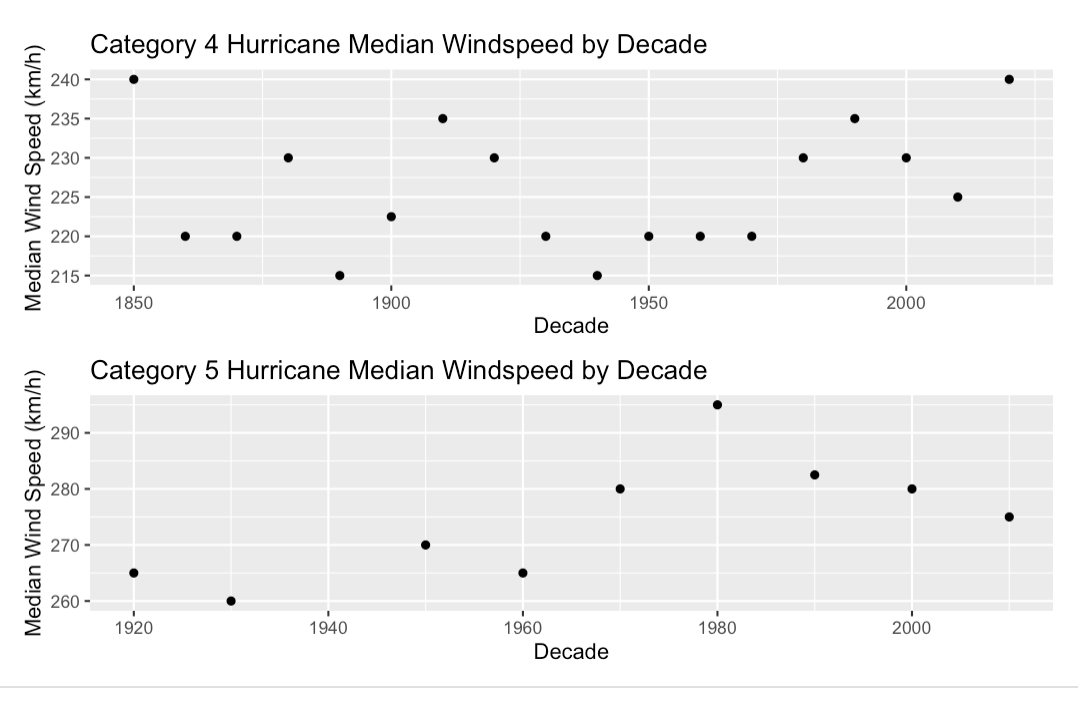 Category 4 Hurricane Median Windspeed by Decade
Median Wind Speed (km/h)
240
235
230
225
220
215
1850 1900 1950 2000
Decade
Category 5 Hurricane Median Windspeed by Decade
Median Wind Speed (km/h)
290
280
270
260
1920 1940 1960 1980 2000
Decade